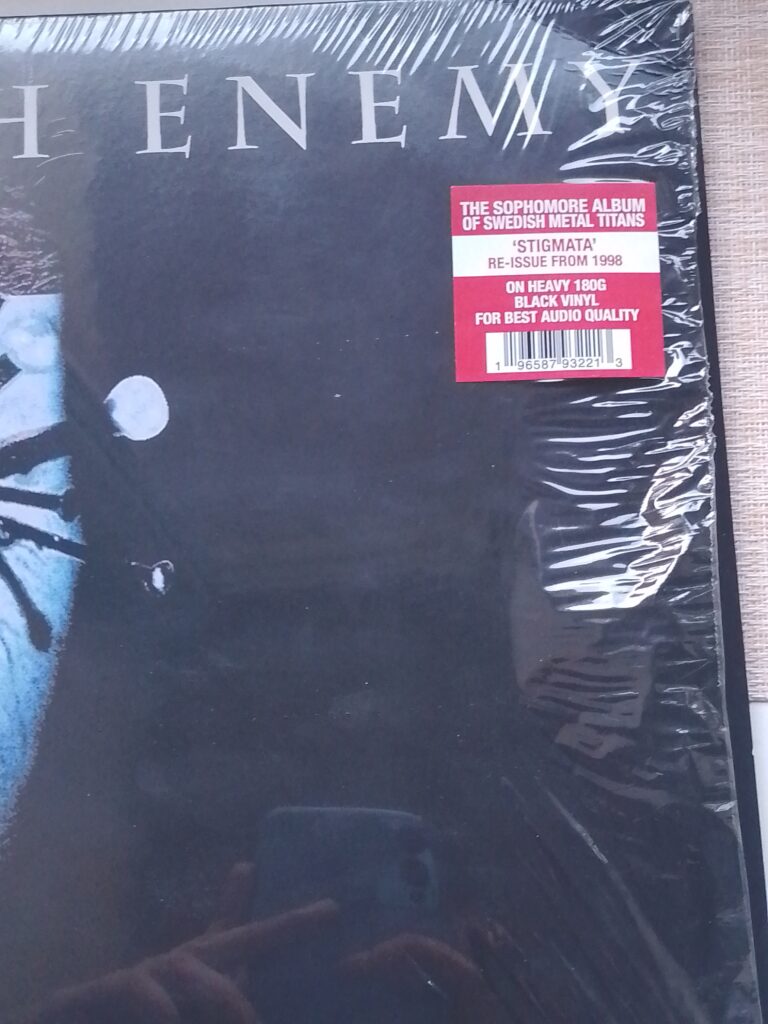 H ENEMY
THE SOPHOMORE ALBUM
OF SWEDISH METAL TITANS
'STIGMATA'
RE-ISSUE FROM 1998
ON HEAVY 180G
BLACK VINYL
FOR BEST AUDIO QUALITY
1 96587 93221 3